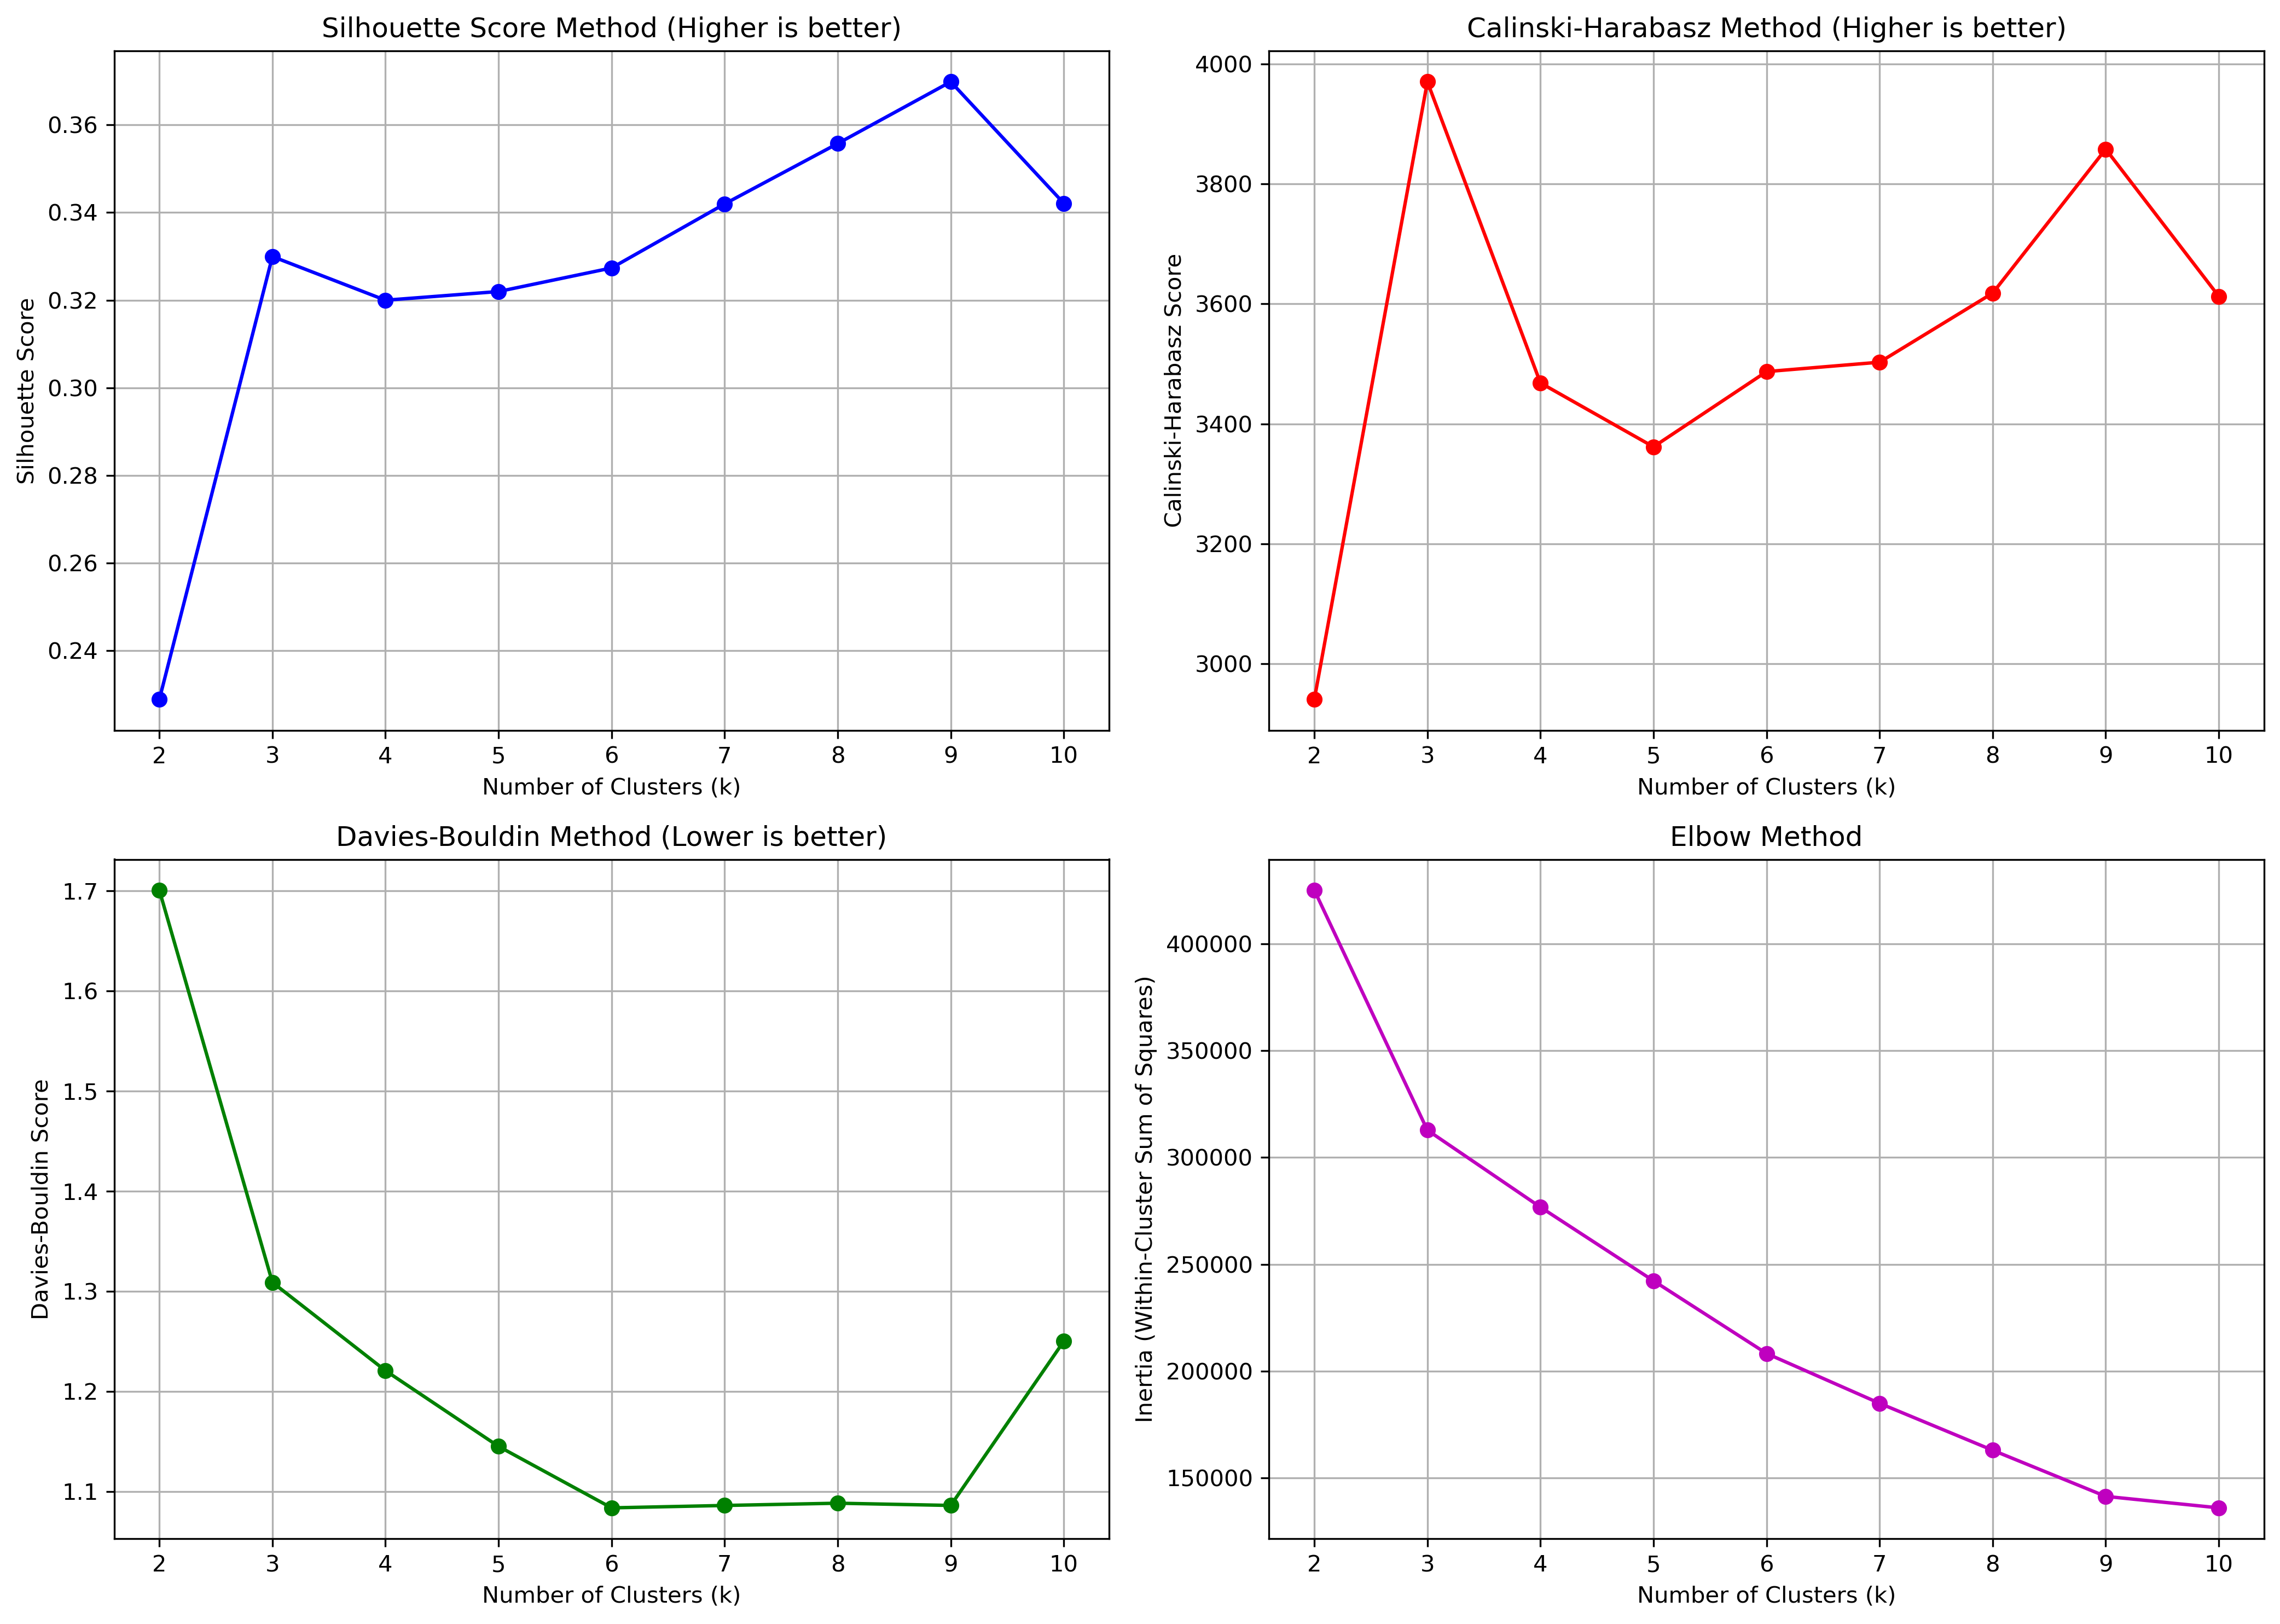 Silhouette Score Method (Higher is better)
Silhouette Score
0.36
0.34
0.32
0.30
0.28
0.26
0.24
2 3 4 5 6 7 8 9 10
Number of Clusters (k)
Calinski-Harabasz Method (Higher is better)
Calinski-Harabasz Score
4000
3800
3600
3400
3200
3000
2 3 4 5 6 7 8 9 10
Number of Clusters (k)
Davies-Bouldin Method (Lower is better)
Davies-Bouldin Score
1.7
1.6
1.5
1.4
1.3
1.2
1.1
2 3 4 5 6 7 8 9 10
Number of Clusters (k)
Elbow Method
Inertia (Within-Cluster Sum of Squares)
400000
350000
300000
250000
200000
150000
2 3 4 5 6 7 8 9 10
Number of Clusters (k)